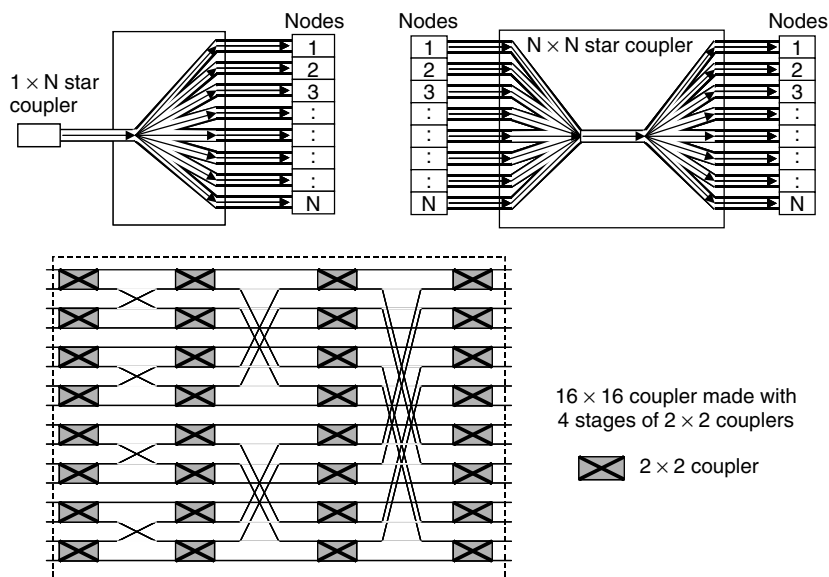 Nodes
1 × N star
coupler
1
2
3
:
:
:
:
N
Nodes
1
2
3
:
:
:
:
N
N × N star coupler
Nodes
1
2
3
:
:
:
:
N
16 × 16 coupler made with
4 stages of 2 × 2 couplers
2 × 2 coupler